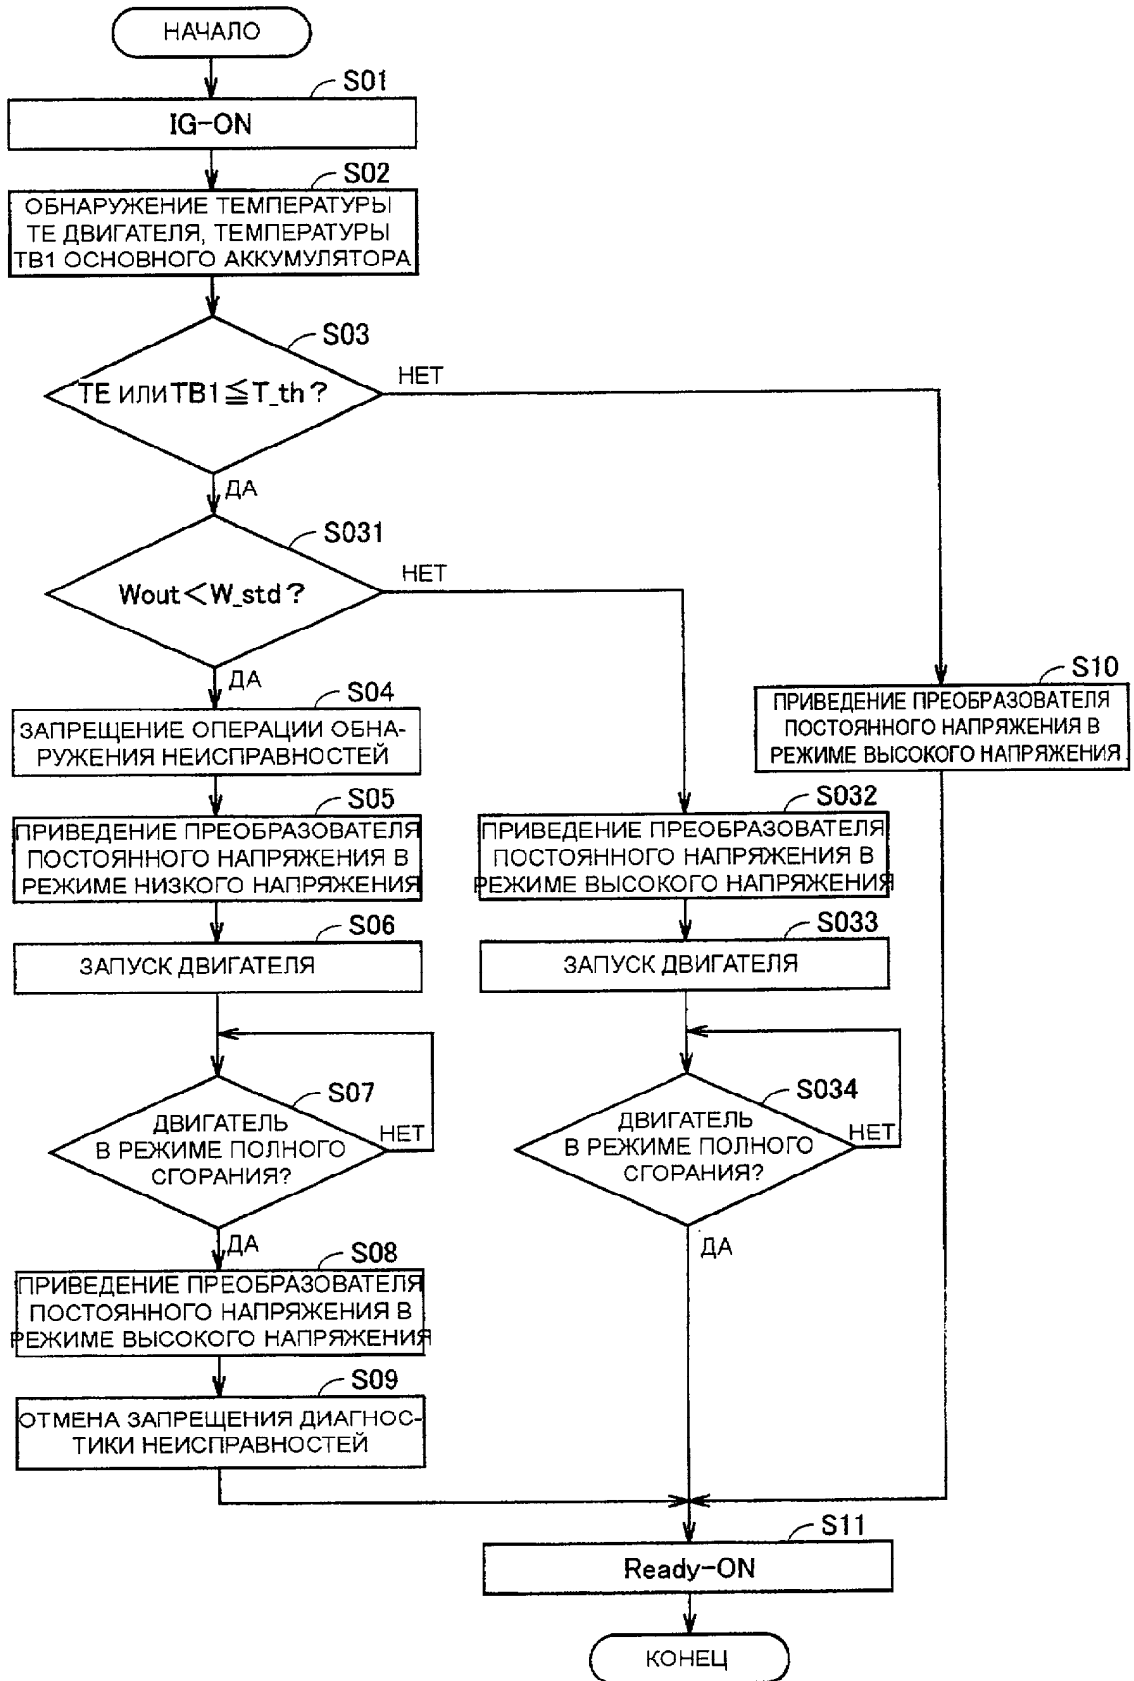 НАЧАЛО
S01
IG-ON
S02
ОБНАРУЖЕНИЕ ТЕМПЕРАТУРЫ
TE ДВИГАТЕЛЯ, ТЕМПЕРАТУРЫ
TB1 ОСНОВНОГО АККУМУЛЯТОРА
S03
TE ИЛИ TB1≦T_th?
НЕТ
ДА
S031
Wout<W_std?
НЕТ
ДА
S10
ПРИВЕДЕНИЕ ПРЕОБРАЗОВАТЕЛЯ
ПОСТОЯННОГО НАПРЯЖЕНИЯ В
РЕЖИМЕ ВЫСОКОГО НАПРЯЖЕНИЯ
S04
ЗАПРЕЩЕНИЕ ОПЕРАЦИИ ОБНА-
РУЖЕНИЯ НЕИСПРАВНОСТЕЙ
S05
ПРИВЕДЕНИЕ ПРЕОБРАЗОВАТЕЛЯ
ПОСТОЯННОГО НАПРЯЖЕНИЯ В
РЕЖИМЕ НИЗКОГО НАПРЯЖЕНИЯ
S032
ПРИВЕДЕНИЕ ПРЕОБРАЗОВАТЕЛЯ
ПОСТОЯННОГО НАПРЯЖЕНИЯ В
РЕЖИМЕ ВЫСОКОГО НАПРЯЖЕНИЯ
S06
ЗАПУСК ДВИГАТЕЛЯ
S033
ЗАПУСК ДВИГАТЕЛЯ
S07
ДВИГАТЕЛЬ
В РЕЖИМЕ ПОЛНОГО
СГОРАНИЯ?
НЕТ
ДА
S034
ДВИГАТЕЛЬ
В РЕЖИМЕ ПОЛНОГО
СГОРАНИЯ?
НЕТ
ДА
S08
ПРИВЕДЕНИЕ ПРЕОБРАЗОВАТЕЛЯ
ПОСТОЯННОГО НАПРЯЖЕНИЯ В
РЕЖИМЕ ВЫСОКОГО НАПРЯЖЕНИЯ
S09
ОТМЕНА ЗАПРЕЩЕНИЯ ДИАГНОС-
ТИКИ НЕИСПРАВНОСТЕЙ
S11
Ready-ON
КОНЕЦ